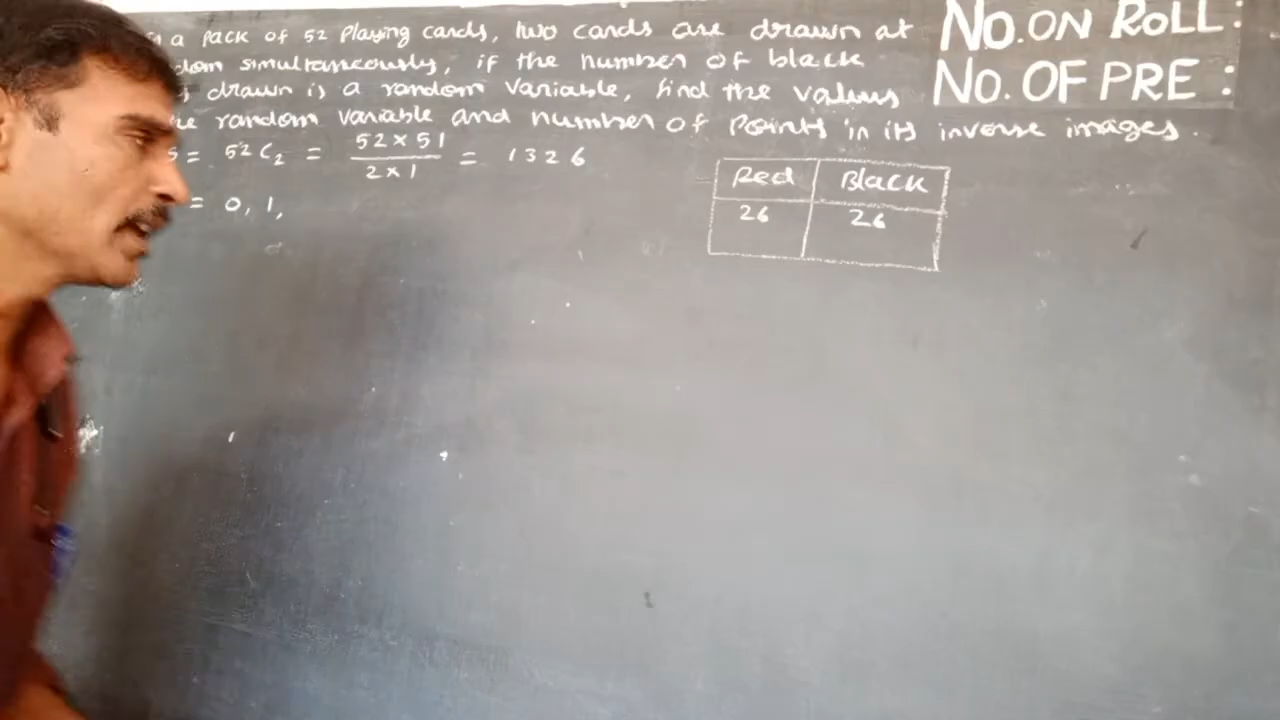 a pack of 52 playing cards, two cards are drawn at
simultaneously, if the number of black
drawn is a random variable, find the values
random variable and number of points in its inverse images.
S = 52C₂ = 52 × 51 / 2 × 1 = 1326
= 0, 1,
Red Black
26 26
NO. ON ROLL:
NO. OF PRE :